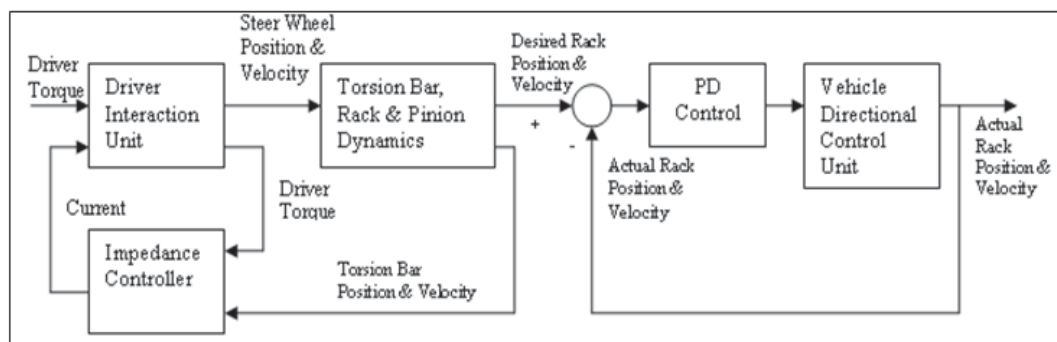 Driver
Torque
Driver
Interaction
Unit
Steer Wheel
Position &
Velocity
Torsion Bar,
Rack & Pinion
Dynamics
Desired Rack
Position &
Velocity
+
-
PD
Control
Vehicle
Directional
Control
Unit
Actual
Rack
Position &
Velocity
Actual Rack
Position &
Velocity
Driver
Torque
Current
Impedance
Controller
Torsion Bar
Position & Velocity